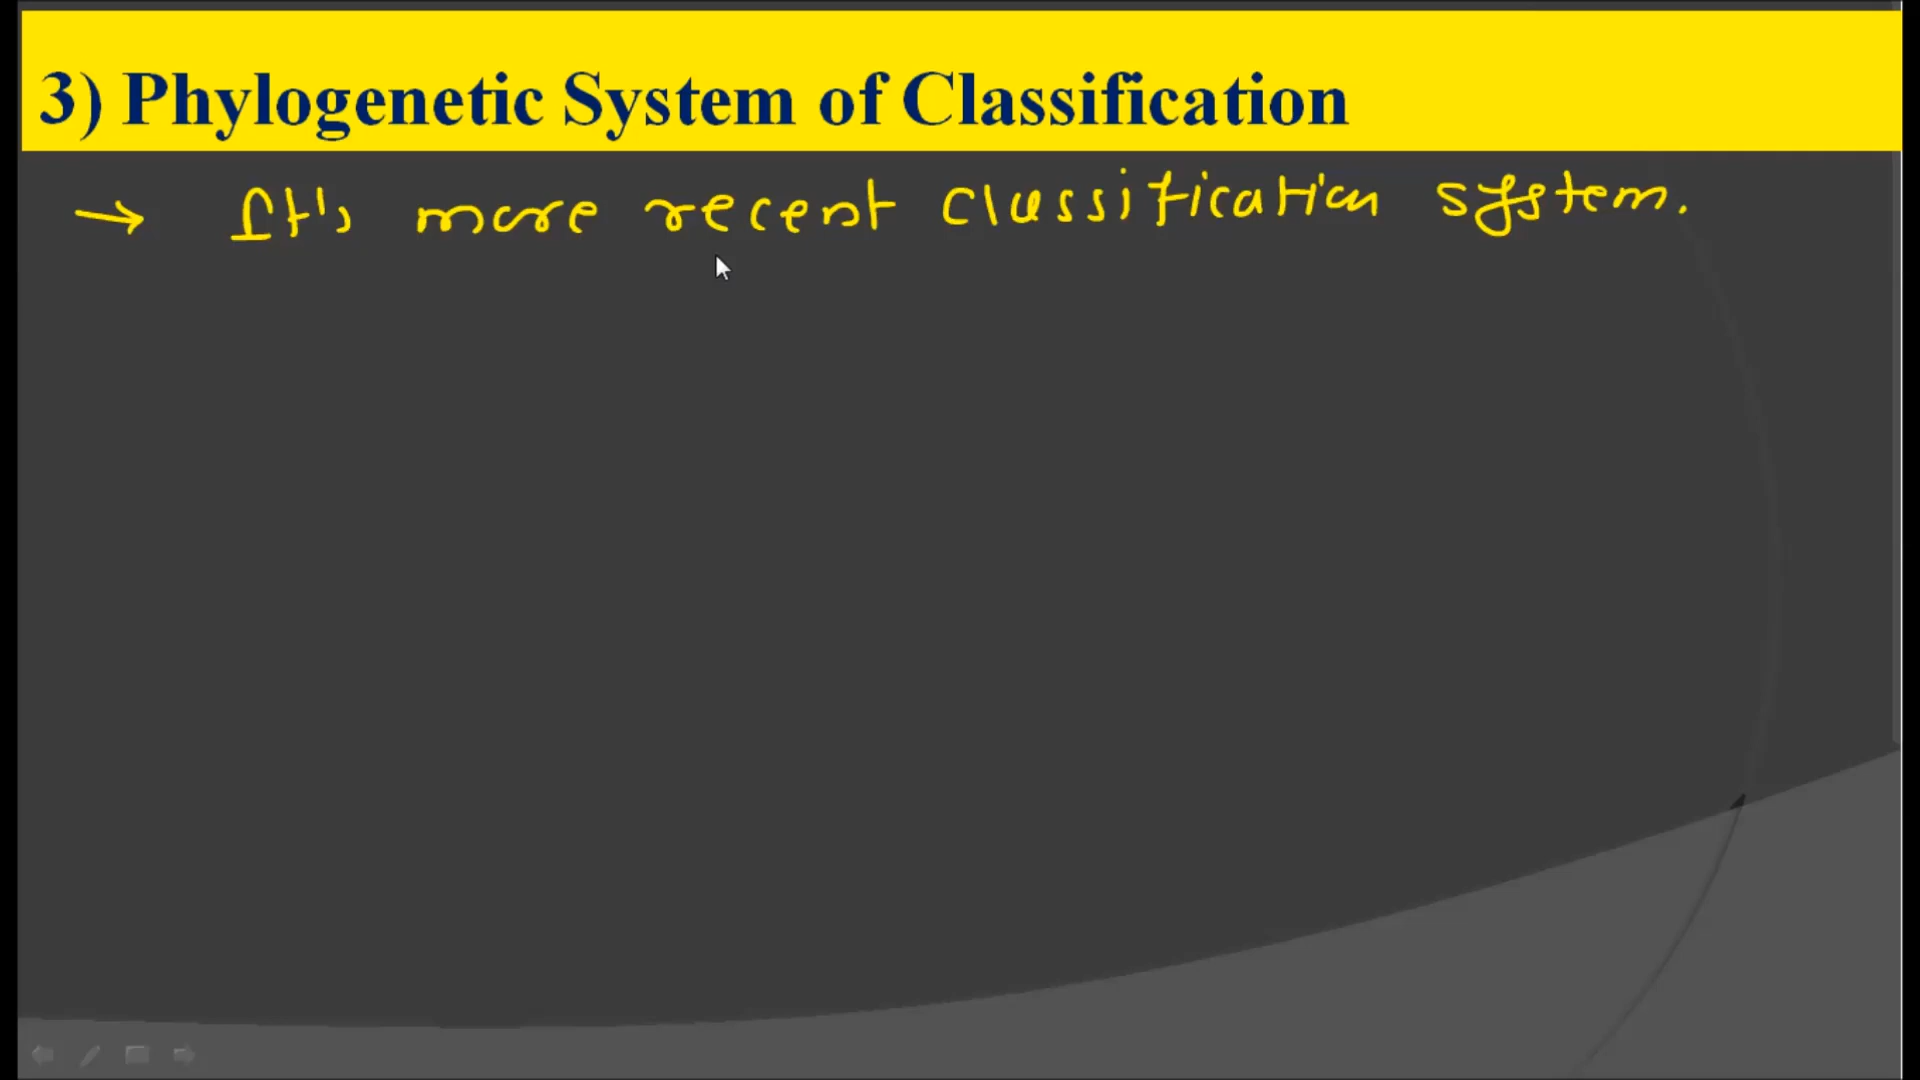 3) Phylogenetic System of Classification
→ It's more recent classification system.